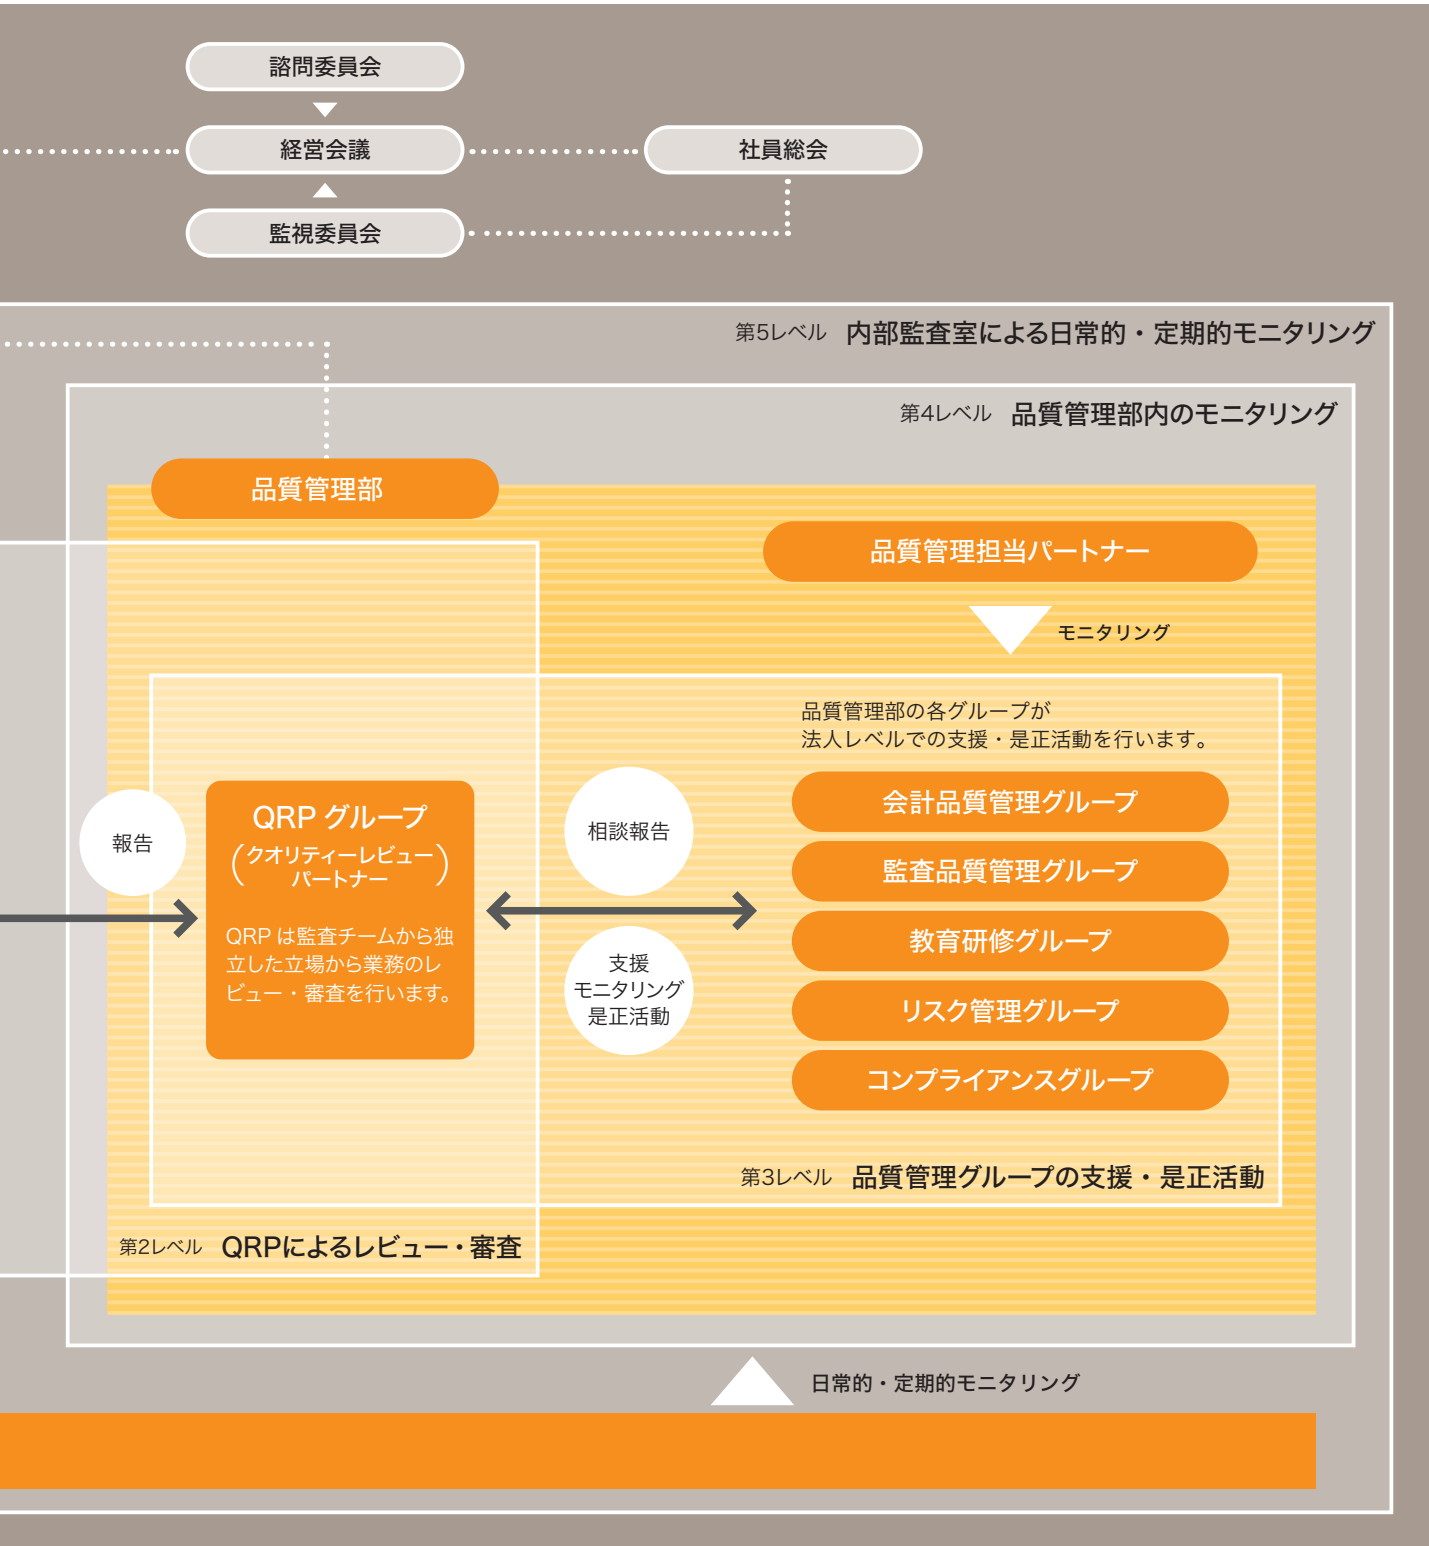 諮問委員会
経営会議
社員総会
監視委員会
第5レベル 内部監査室による日常的・定期的モニタリング
第4レベル 品質管理部内のモニタリング
品質管理部
品質管理担当パートナー
モニタリング
品質管理部の各グループが
法人レベルでの支援・是正活動を行います。
報告
QRP グループ
(クオリティーレビュー
パートナー)
QRP は監査チームから独
立した立場から業務のレ
ビュー・審査を行います。
相談報告
支援
モニタリング
是正活動
会計品質管理グループ
監査品質管理グループ
教育研修グループ
リスク管理グループ
コンプライアンスグループ
第3レベル 品質管理グループの支援・是正活動
第2レベル QRPによるレビュー・審査
日常的・定期的モニタリング